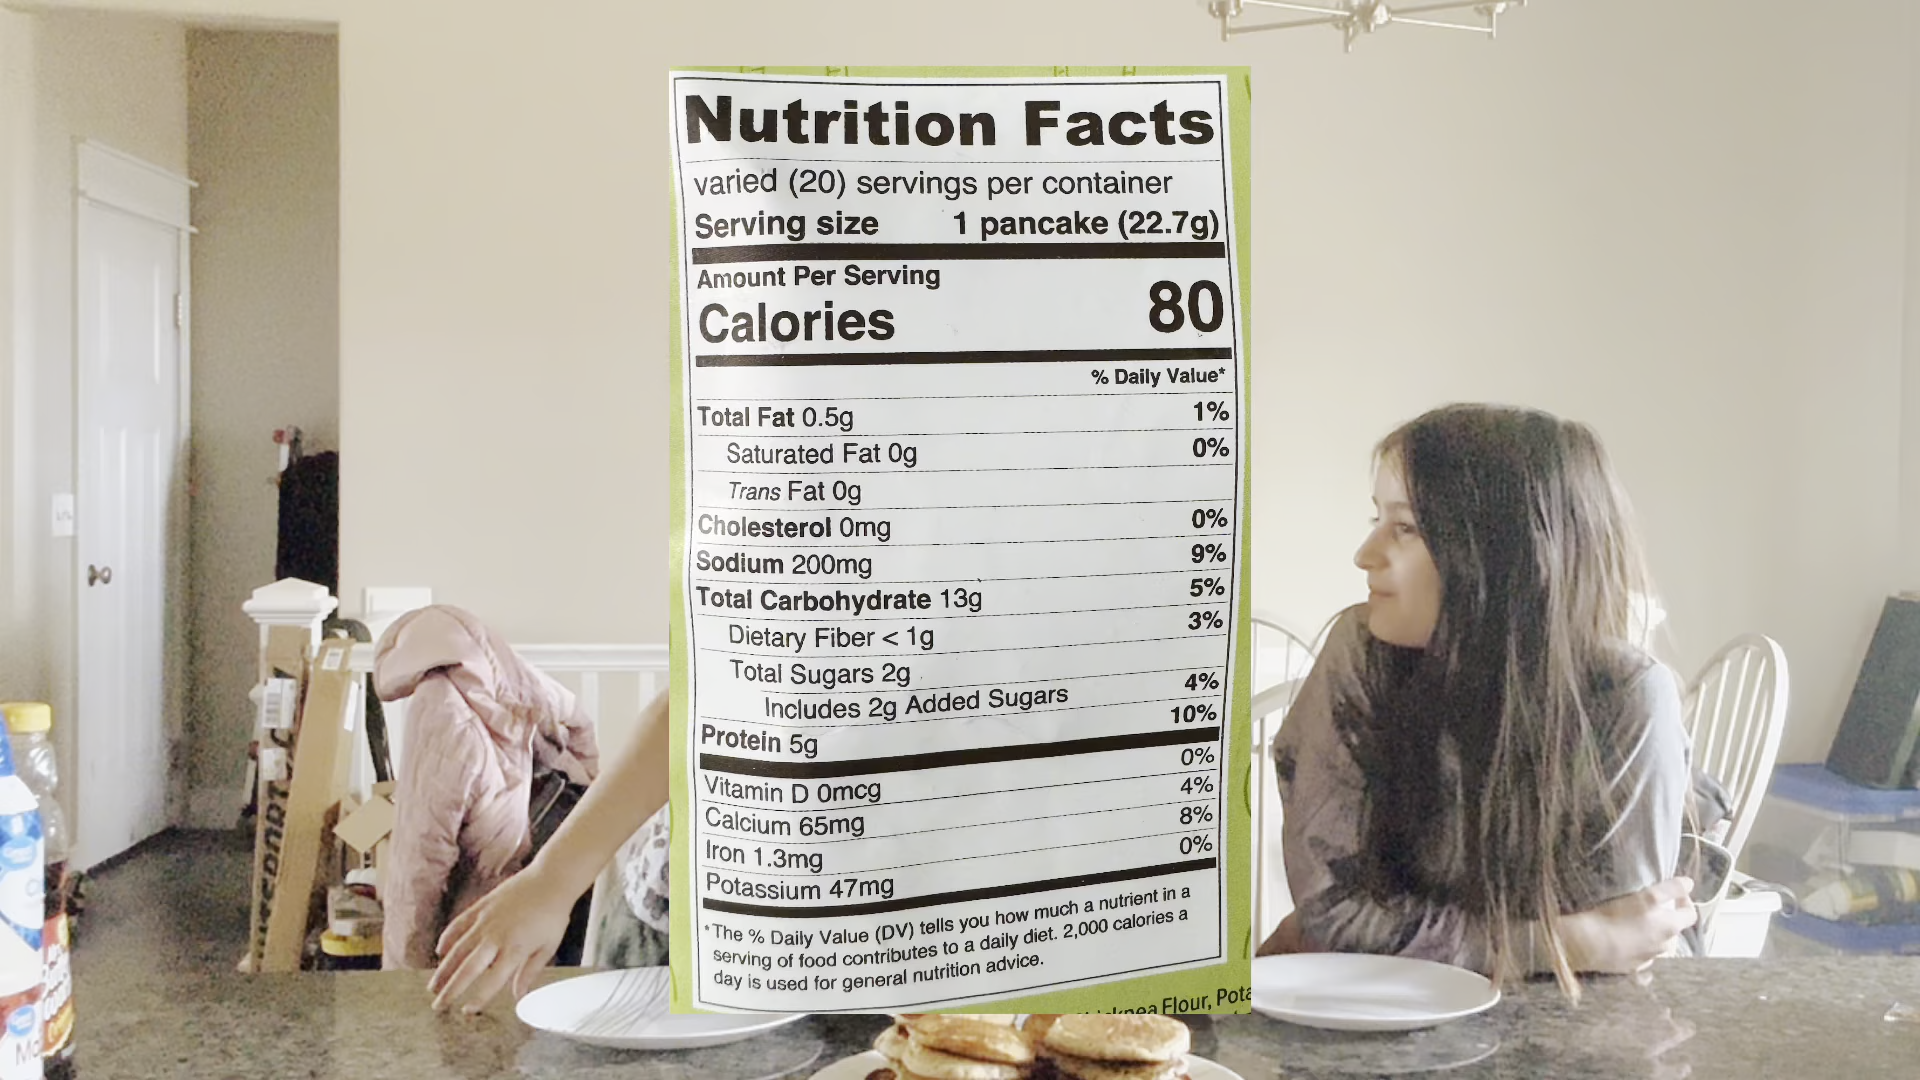 Nutrition Facts
varied (20) servings per container
Serving size 1 pancake (22.7g)
Amount Per Serving
Calories 80
% Daily Value*
Total Fat 0.5g 1%
Saturated Fat 0g 0%
Trans Fat 0g
Cholesterol 0mg 0%
Sodium 200mg 9%
Total Carbohydrate 13g 5%
Dietary Fiber < 1g 3%
Total Sugars 2g
Includes 2g Added Sugars 4%
Protein 5g 10%
Vitamin D 0mcg 0%
Calcium 65mg 4%
Iron 1.3mg 8%
Potassium 47mg 0%
*The % Daily Value (DV) tells you how much a nutrient in a
serving of food contributes to a daily diet. 2,000 calories a
day is used for general nutrition advice.
Flour,